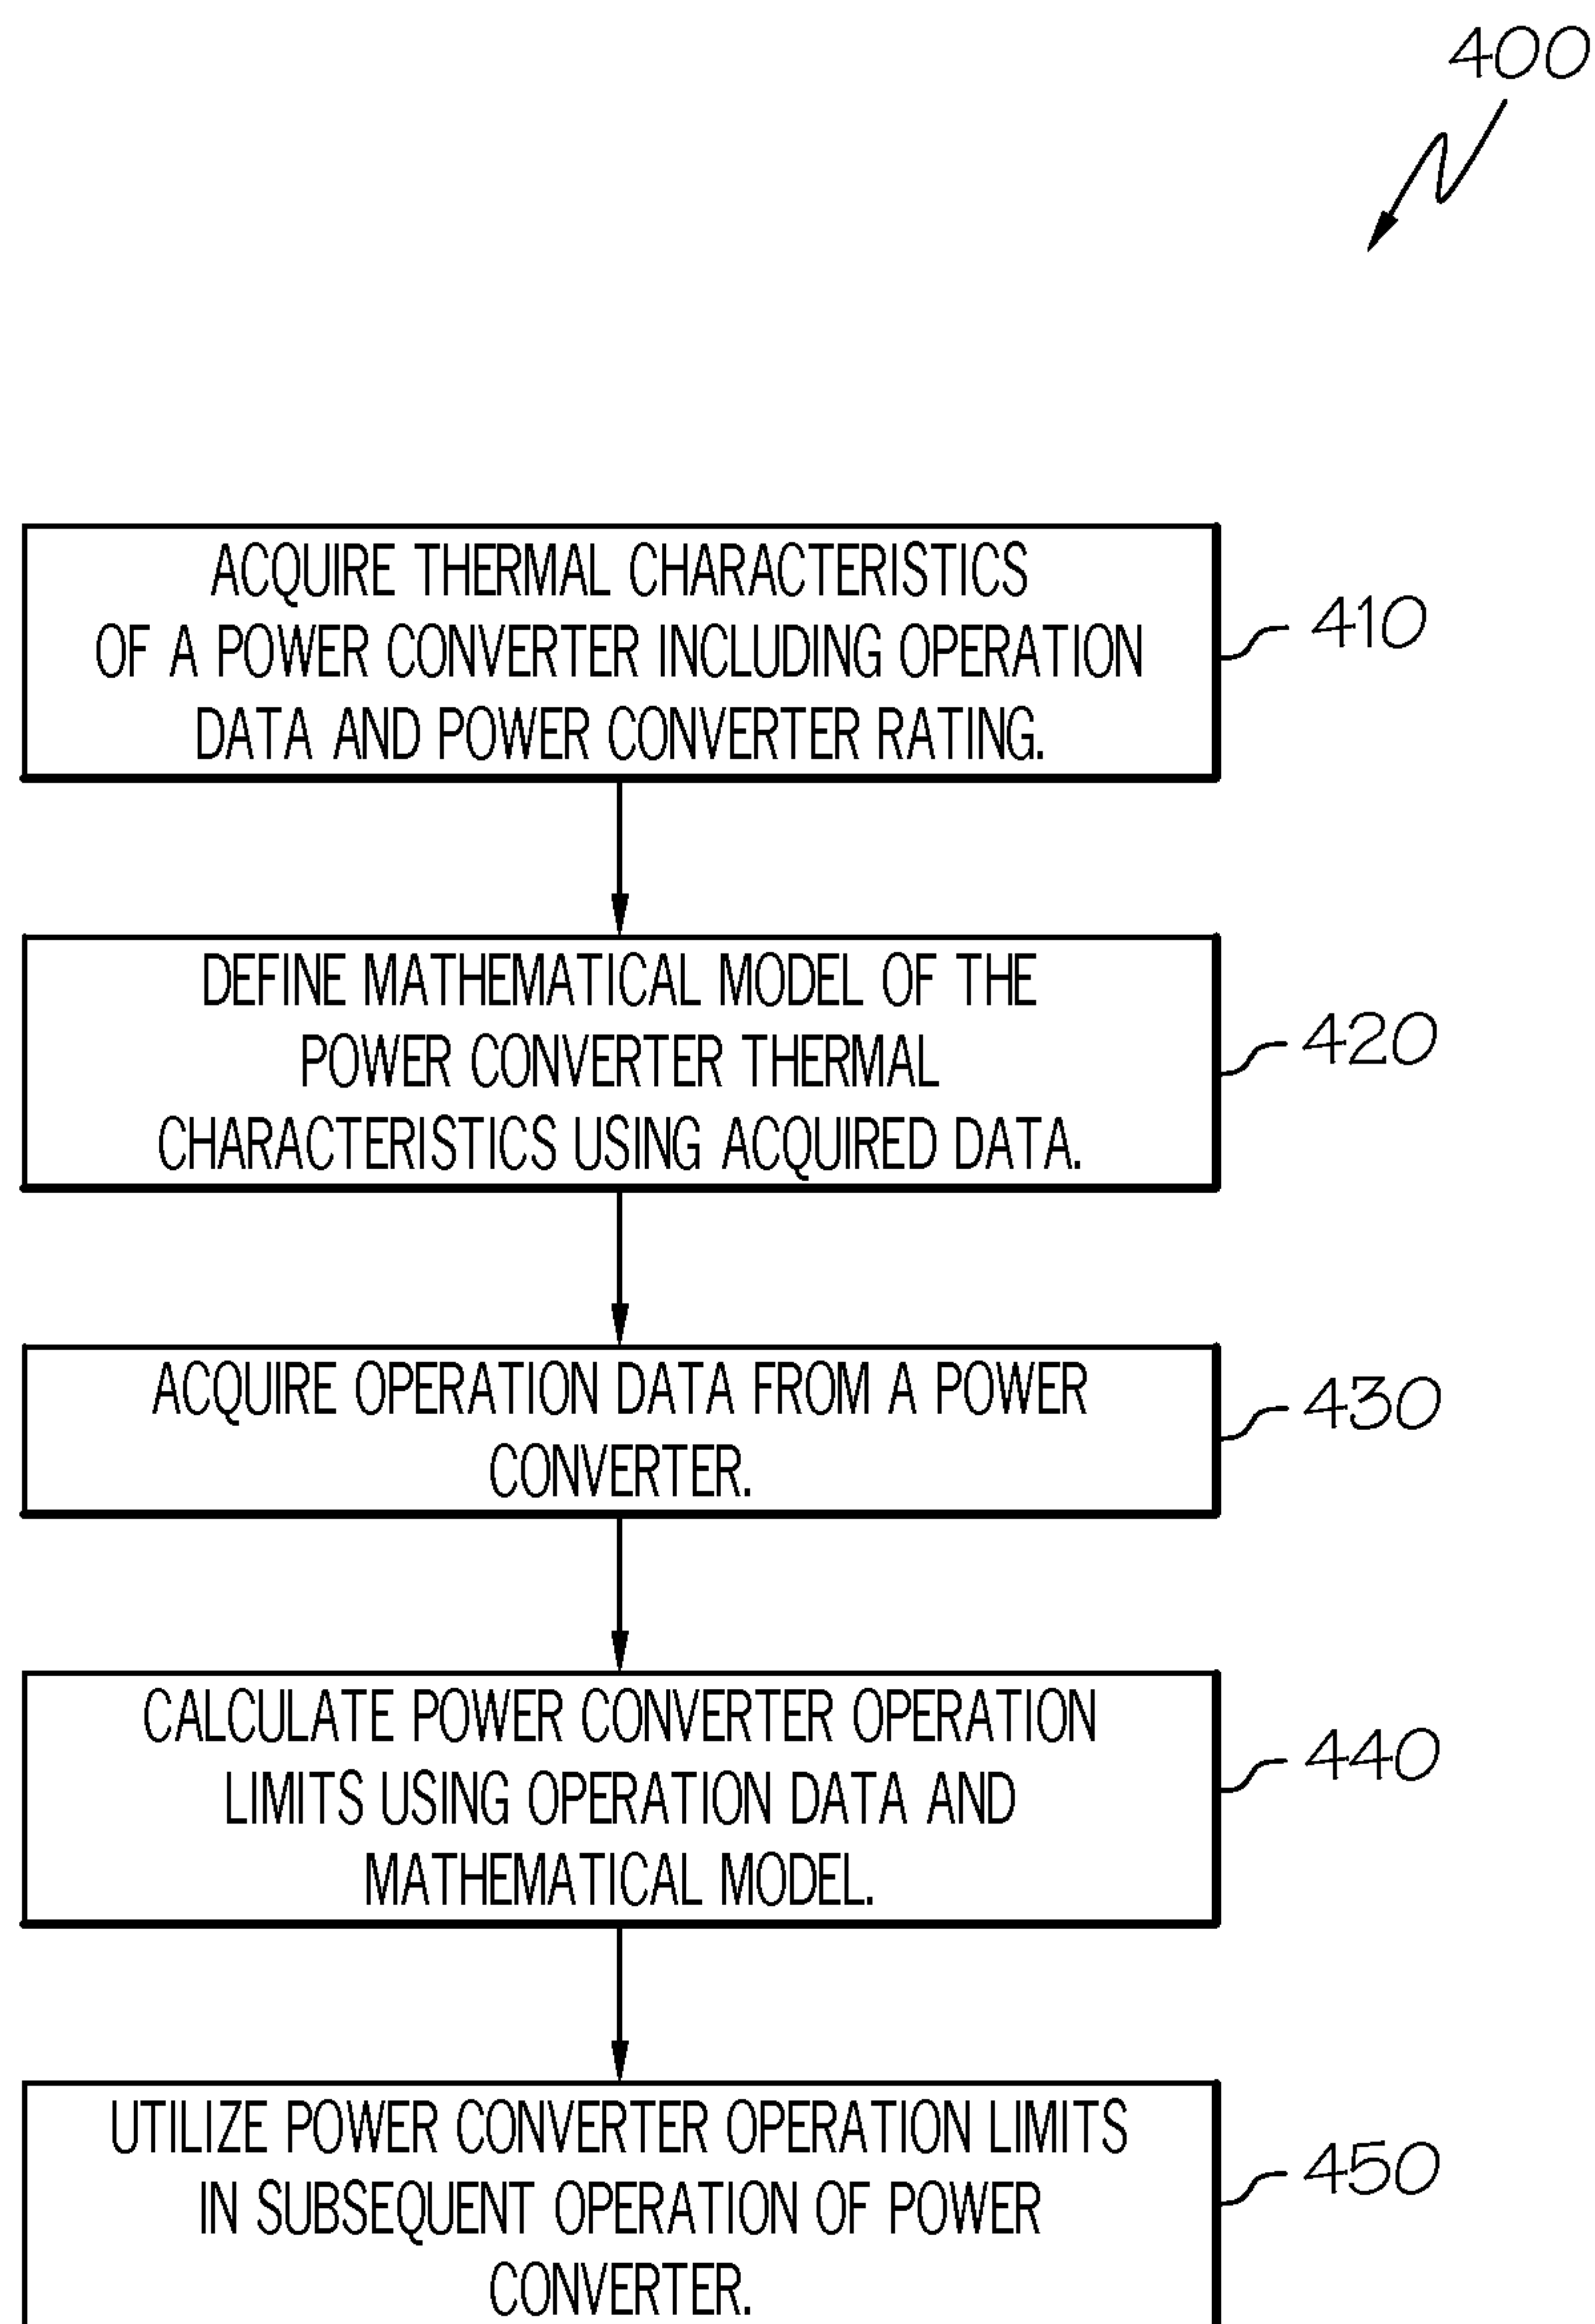 400
ACQUIRE THERMAL CHARACTERISTICS
OF A POWER CONVERTER INCLUDING OPERATION
DATA AND POWER CONVERTER RATING.
410
DEFINE MATHEMATICAL MODEL OF THE
POWER CONVERTER THERMAL
CHARACTERISTICS USING ACQUIRED DATA.
420
ACQUIRE OPERATION DATA FROM A POWER
CONVERTER.
430
CALCULATE POWER CONVERTER OPERATION
LIMITS USING OPERATION DATA AND
MATHEMATICAL MODEL.
440
UTILIZE POWER CONVERTER OPERATION LIMITS
IN SUBSEQUENT OPERATION OF POWER
CONVERTER.
450